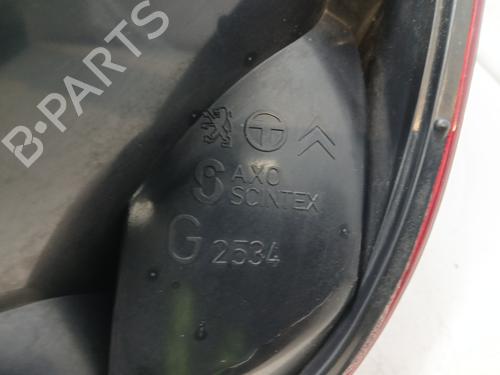 B-PARTS
AXO
SCINTEX
G 2534